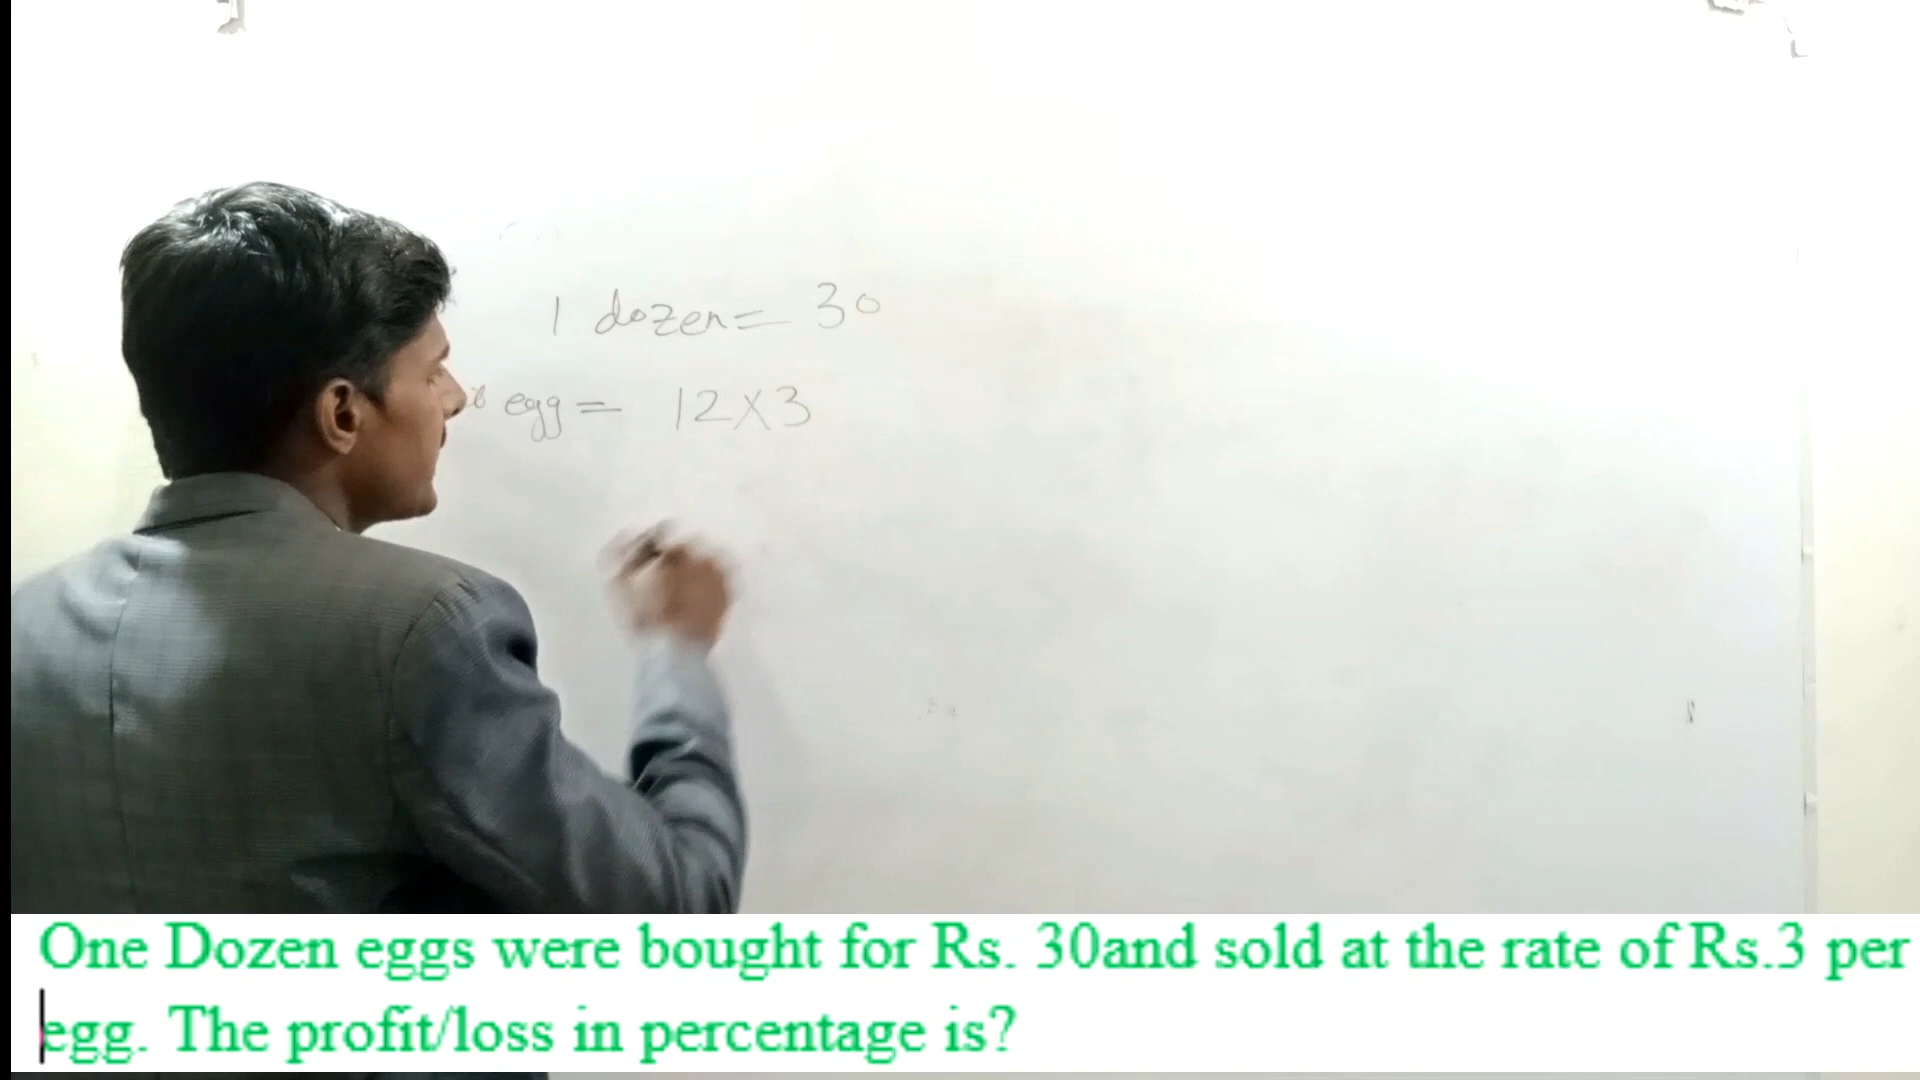 1 dozen = 30
egg = 12×3
One Dozen eggs were bought for Rs. 30and sold at the rate of Rs.3 per
egg. The profit/loss in percentage is?